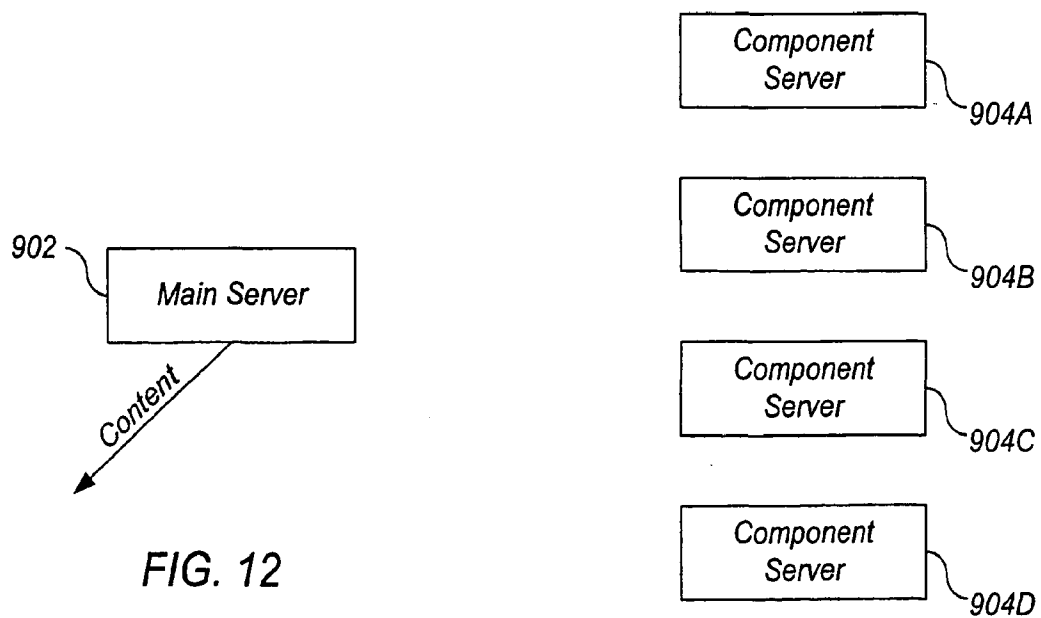 Component
Server
904A
Component
Server
904B
902
Main Server
Content
Component
Server
904C
Component
Server
904D
FIG. 12